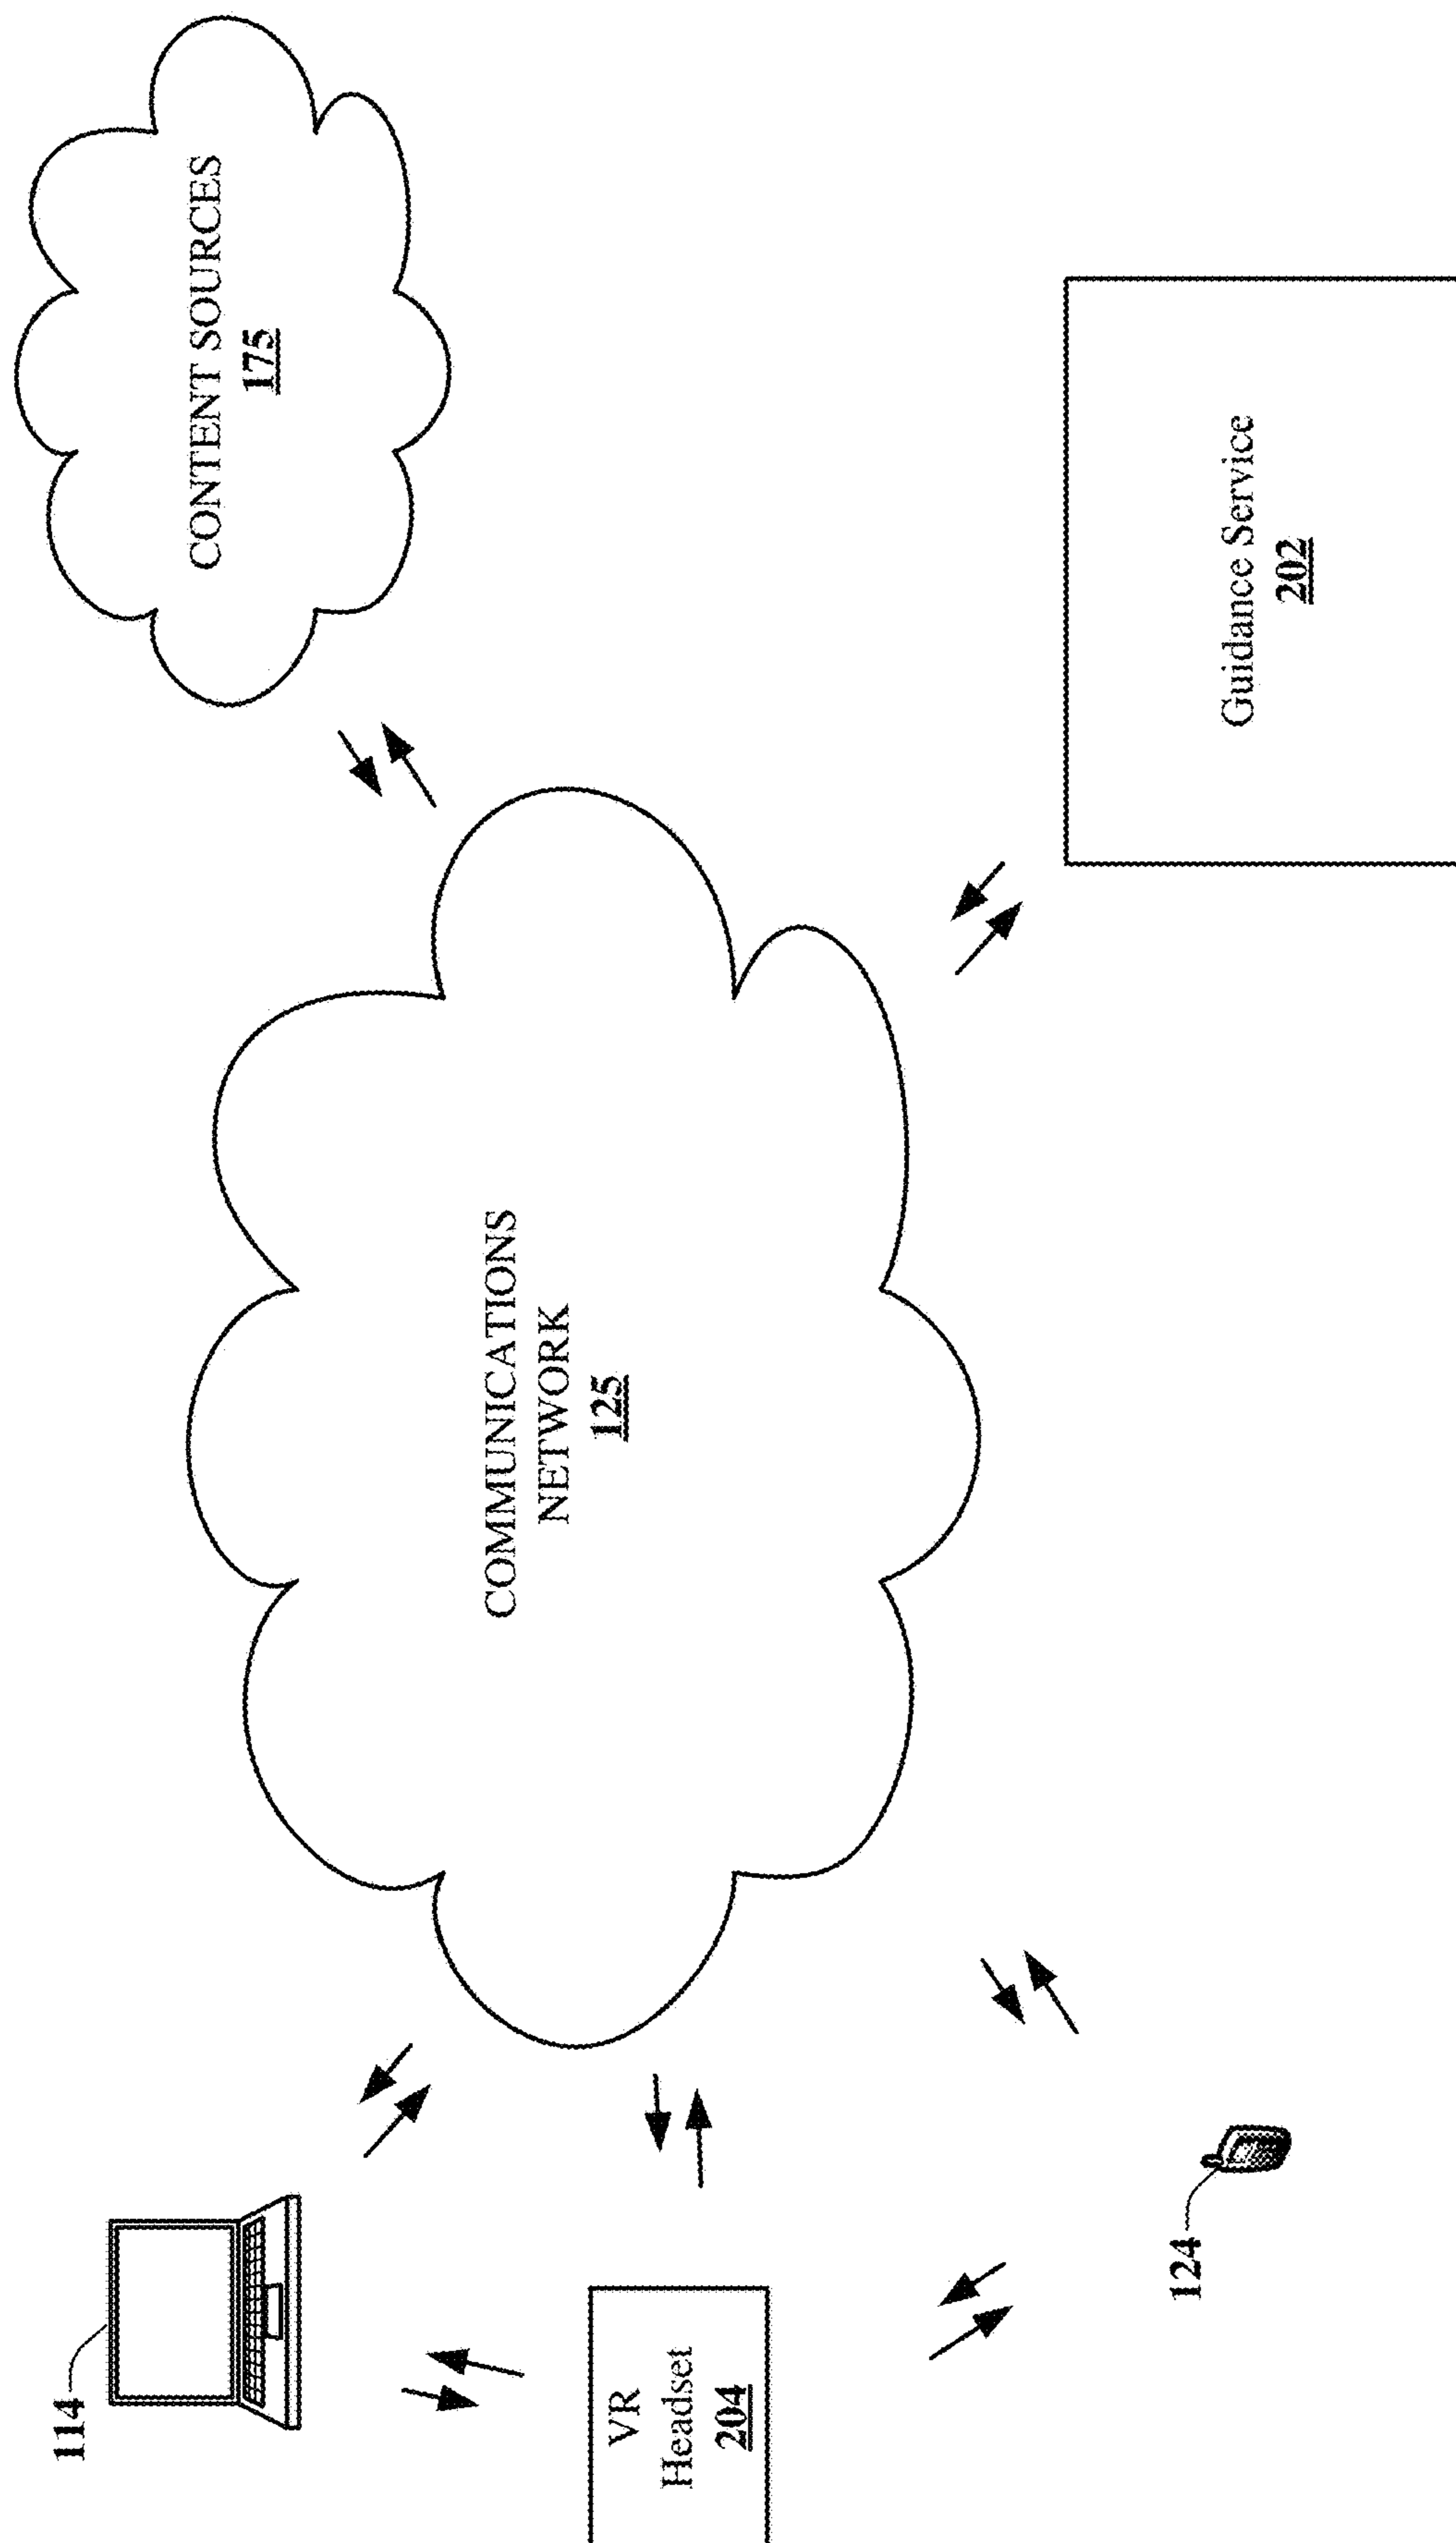 114
VR
Headset
204
124
COMMUNICATIONS
NETWORK
125
CONTENT SOURCES
175
Guidance Service
202